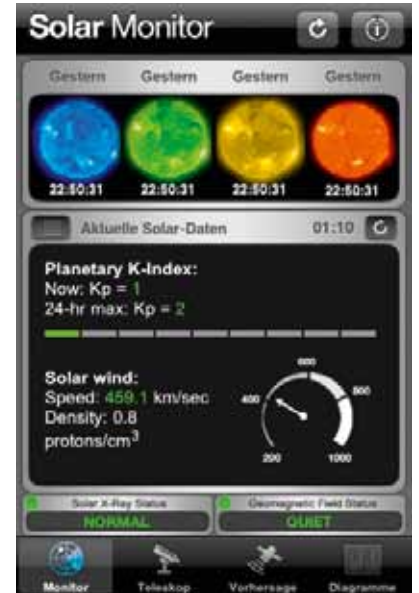 Solar Monitor
Gestern Gestern Gestern Gestern
22:50:31 22:50:31 22:50:31 22:50:31
Aktuelle Solar-Daten 01:10
Planetary K-Index:
Now: Kp = 1
24-hr max: Kp = 2
Solar wind:
Speed: 459.1 km/sec
Density: 0.8
protons/cm³
600
400 800
200 1000
Solar X-Ray Status Geomagnetic Field Status
NORMAL QUIET
Monitor Teleskop Vorhersage Diagramme